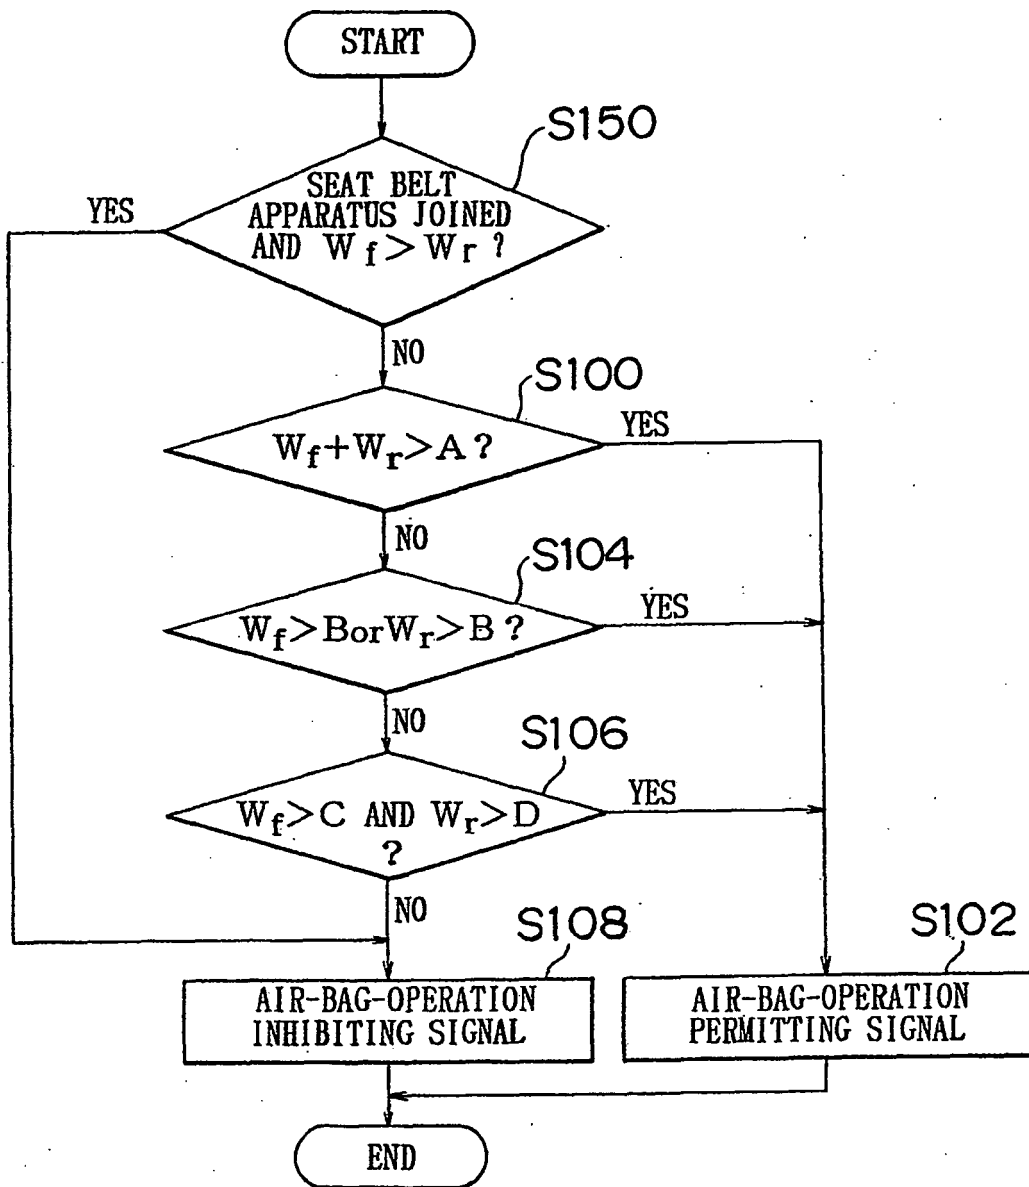 START
S150
SEAT BELT
APPARATUS JOINED
AND Wf>Wr ?
YES
NO
S100
Wf+Wr>A ?
YES
NO
S104
Wf>BorWr>B ?
YES
NO
S106
Wf>C AND Wr>D
?
YES
NO
S108
AIR-BAG-OPERATION
INHIBITING SIGNAL
S102
AIR-BAG-OPERATION
PERMITTING SIGNAL
END